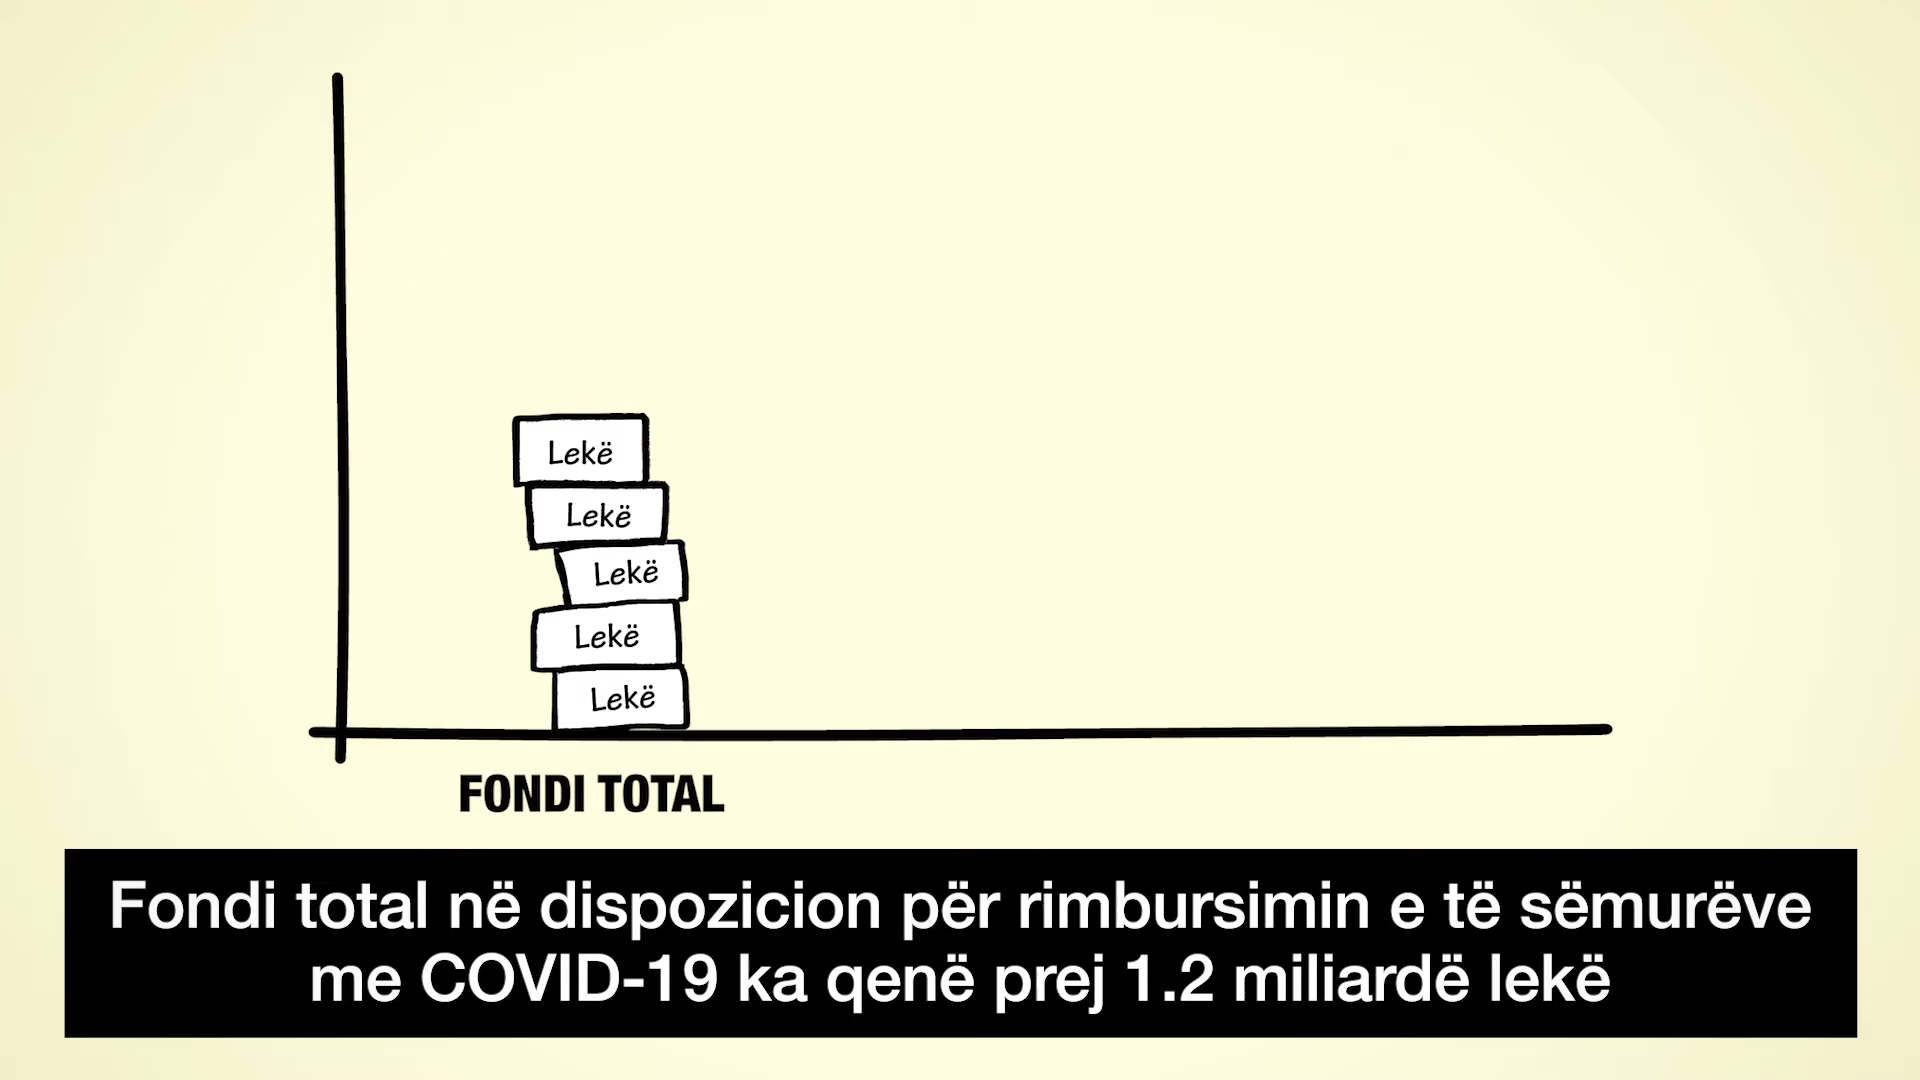 Lekë
Lekë
Lekë
Lekë
Lekë
FONDI TOTAL
Fondi total në dispozicion për rimbursimin e të sëmurëve
me COVID-19 ka qenë prej 1.2 miliardë lekë